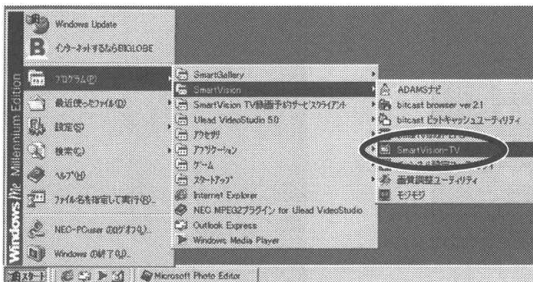 Windows Update
インターネットするならBIGLOBE
プログラム(P)
最近使ったファイル(D)
設定(S)
検索(C)
ヘルプ(H)
ファイル名を指定して実行(R)...
NEC-PCuser のログオフ(L)...
Windows の終了(U)...
Windows Me Millennium Edition
SmartGallery
SmartVision
SmartVision TV録画予約サービスクライアント
Ulead VideoStudio 5.0
アクセサリ
アプリケーション
ゲーム
スタートアップ
Internet Explorer
NEC MPEG2プラグイン for Ulead VideoStudio
Outlook Express
Windows Media Player
ADAMSナビ
bitcast browser ver2.1
bitcast ビットキャッシュユーティリティ
SmartVision-TV
画質調整ユーティリティ
モジモジ
スタート
Microsoft Photo Editor